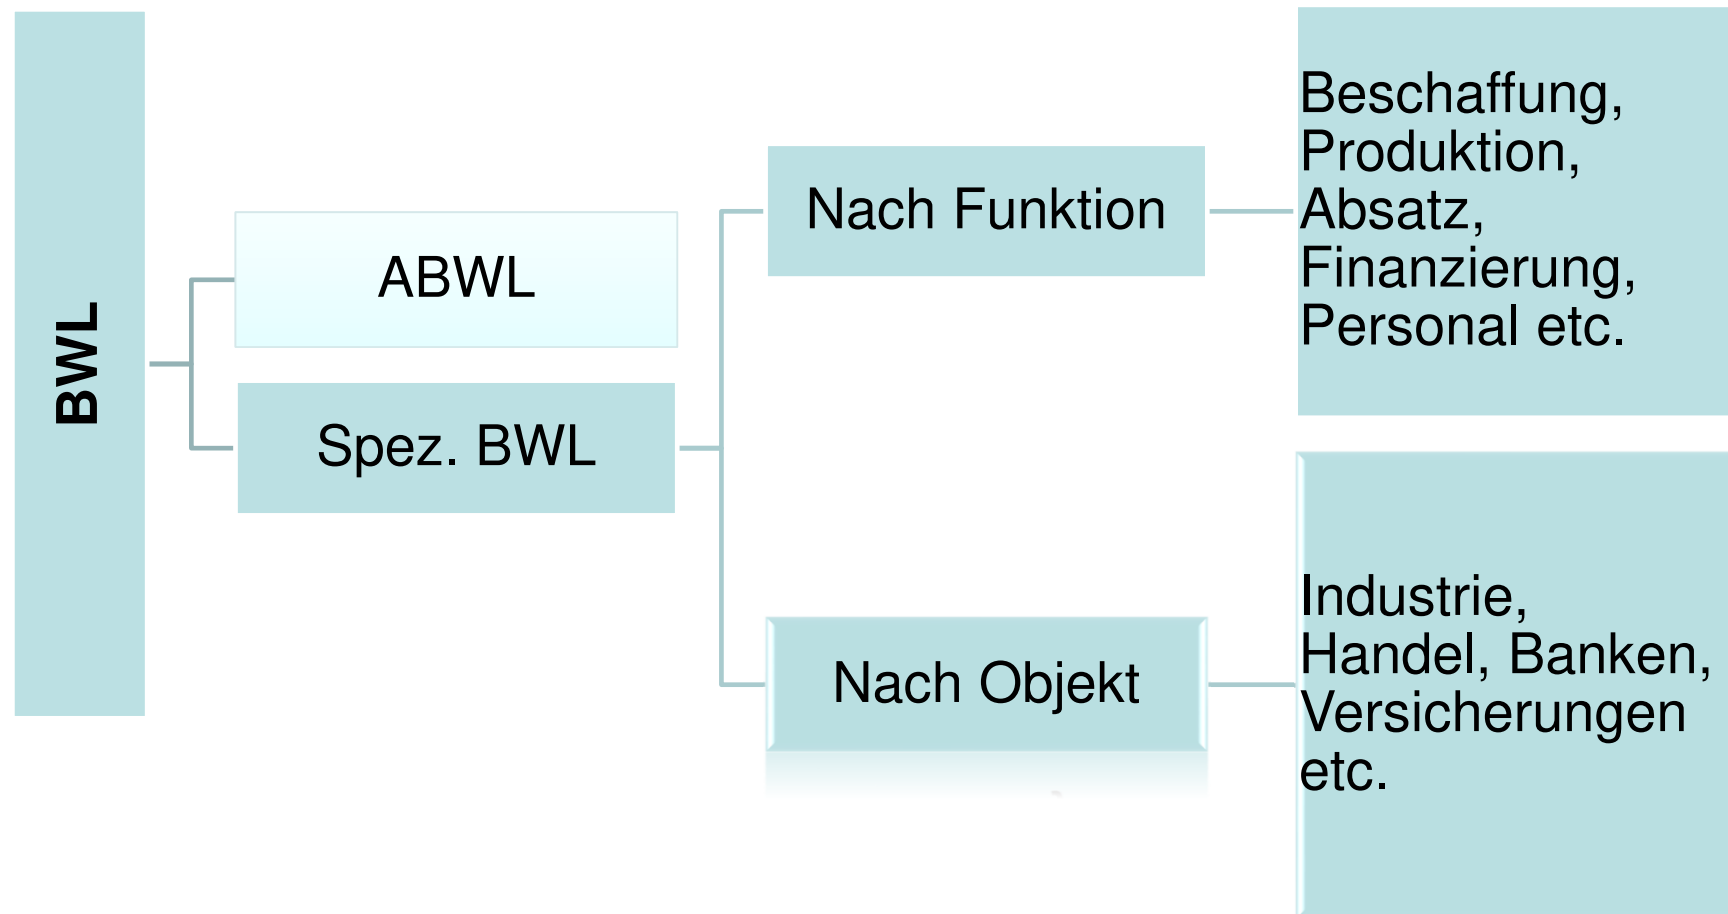 BWL
ABWL
Spez. BWL
Nach Funktion
Beschaffung,
Produktion,
Absatz,
Finanzierung,
Personal etc.
Nach Objekt
Industrie,
Handel, Banken,
Versicherungen
etc.